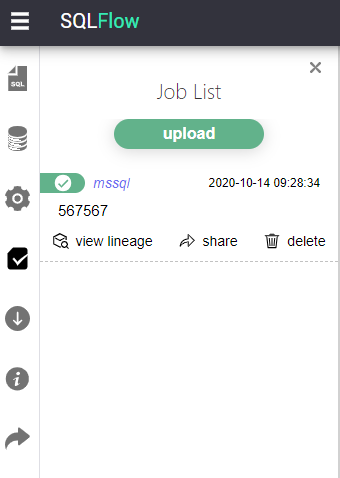 SQLFlow
SQL
Job List
upload
mssql 2020-10-14 09:28:34
567567
view lineage share delete